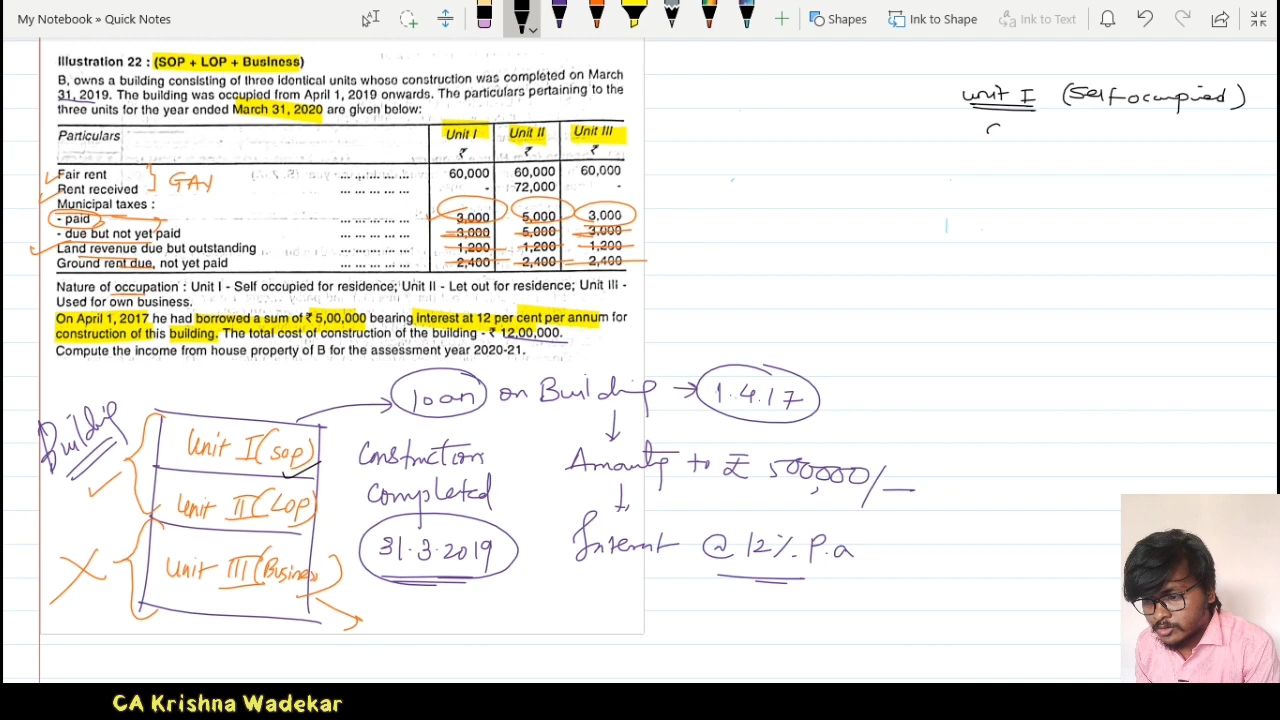 My Notebook » Quick Notes
Shapes
Ink to Shape
Ink to Text
Illustration 22 : (SOP + LOP + Business)
B, owns a building consisting of three identical units whose construction was completed on March
31, 2019. The building was occupied from April 1, 2019 onwards. The particulars pertaining to the
three units for the year ended March 31, 2020 are given below:
Particulars Unit I Unit II Unit III
₹ ₹ ₹
Fair rent ... ... ... ... ... 60,000 60,000 60,000
Rent received ... ... ... ... ... - 72,000 -
GAV
Municipal taxes :
- paid ... ... ... ... ... 3,000 5,000 3,000
- due but not yet paid ... ... ... ... ... 3,000 5,000 3,000
Land revenue due but outstanding ... ... ... ... ... 1,200 1,200 1,200
Ground rent due, not yet paid ... ... ... ... ... 2,400 2,400 2,400
Nature of occupation : Unit I - Self occupied for residence; Unit II - Let out for residence; Unit III -
Used for own business.
On April 1, 2017 he had borrowed a sum of ₹ 5,00,000 bearing interest at 12 per cent per annum for
construction of this building. The total cost of construction of the building - ₹ 12,00,000.
Compute the income from house property of B for the assessment year 2020-21.
unit I (Self occupied)
Building
Unit I (SOP)
Unit II (LOP)
Unit III (Business)
loan on Building → 1.4.17
Construction
Completed
31.3.2019
Amounting to ₹ 500,000/—
Interest @ 12% P.a
CA Krishna Wadekar